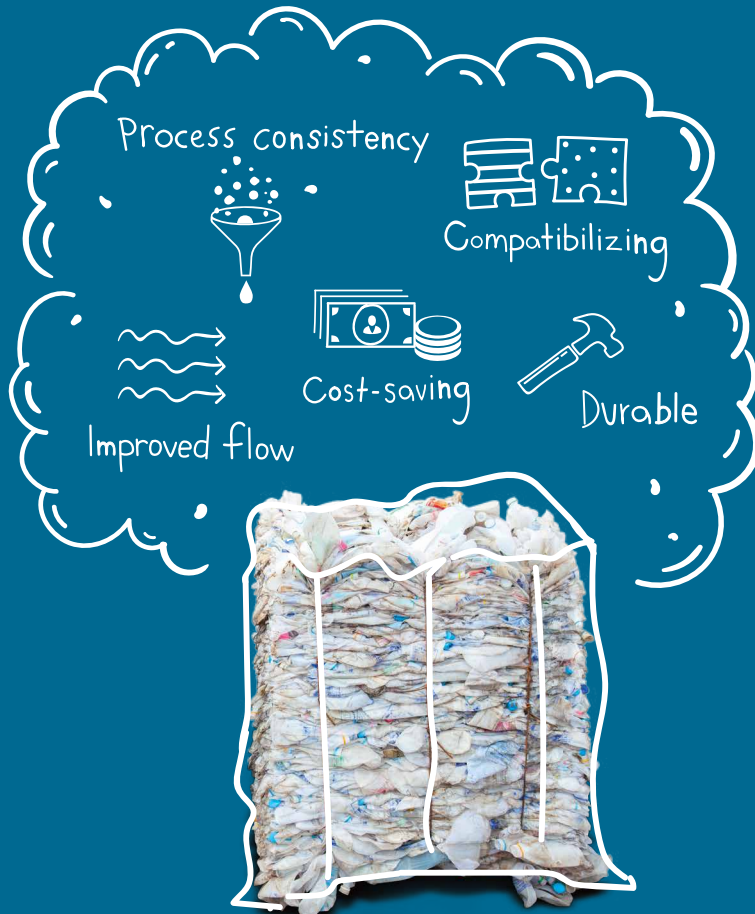 Process consistency
Compatibilizing
Cost-saving
Durable
Improved flow